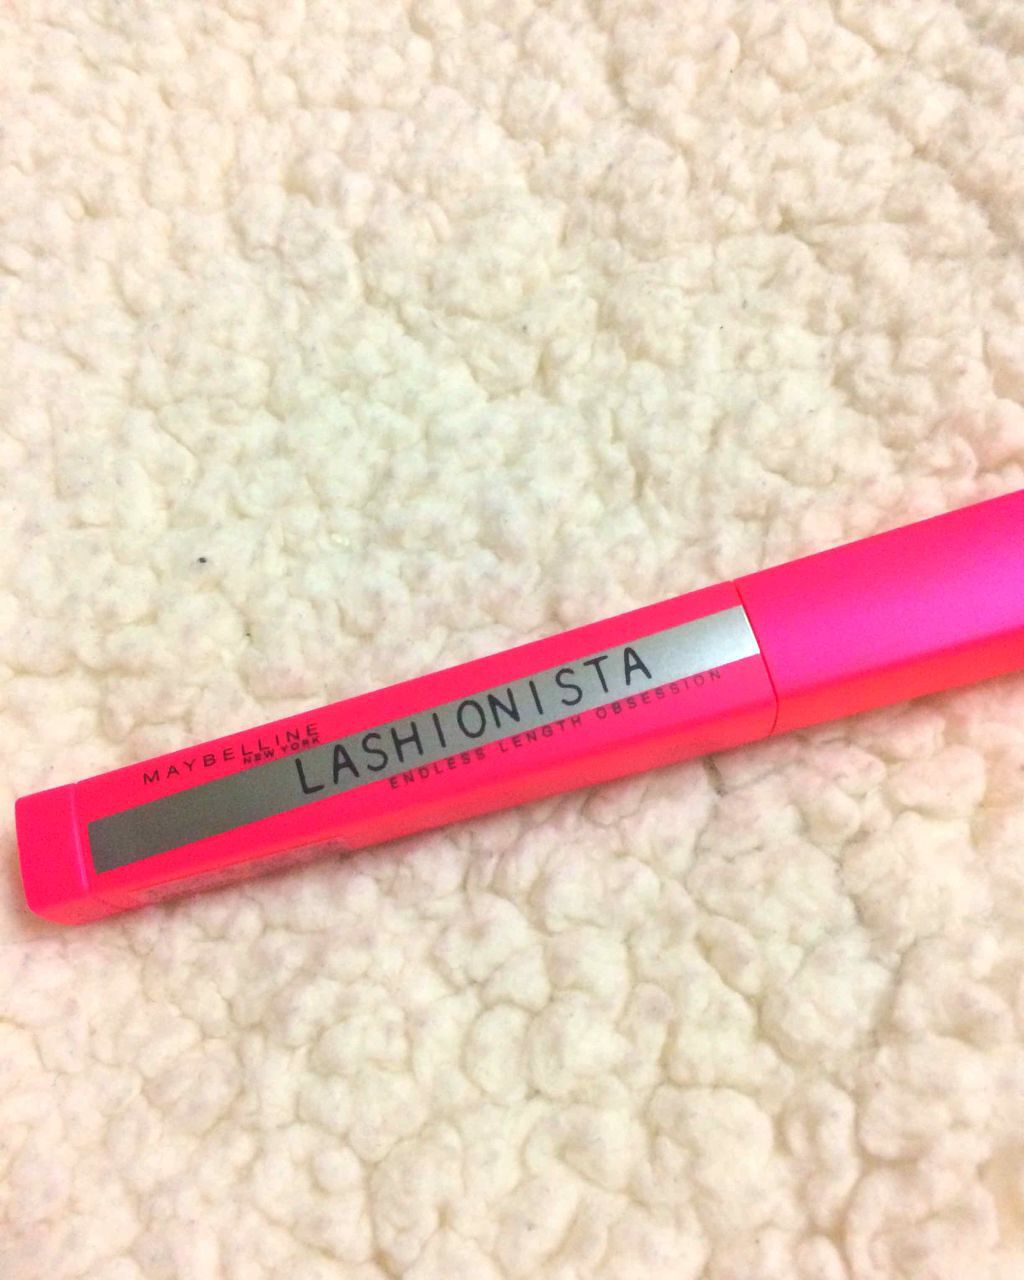 MAYBELLINE
NEW YORK
LASHIONISTA
ENDLESS LENGTH OBSESSION